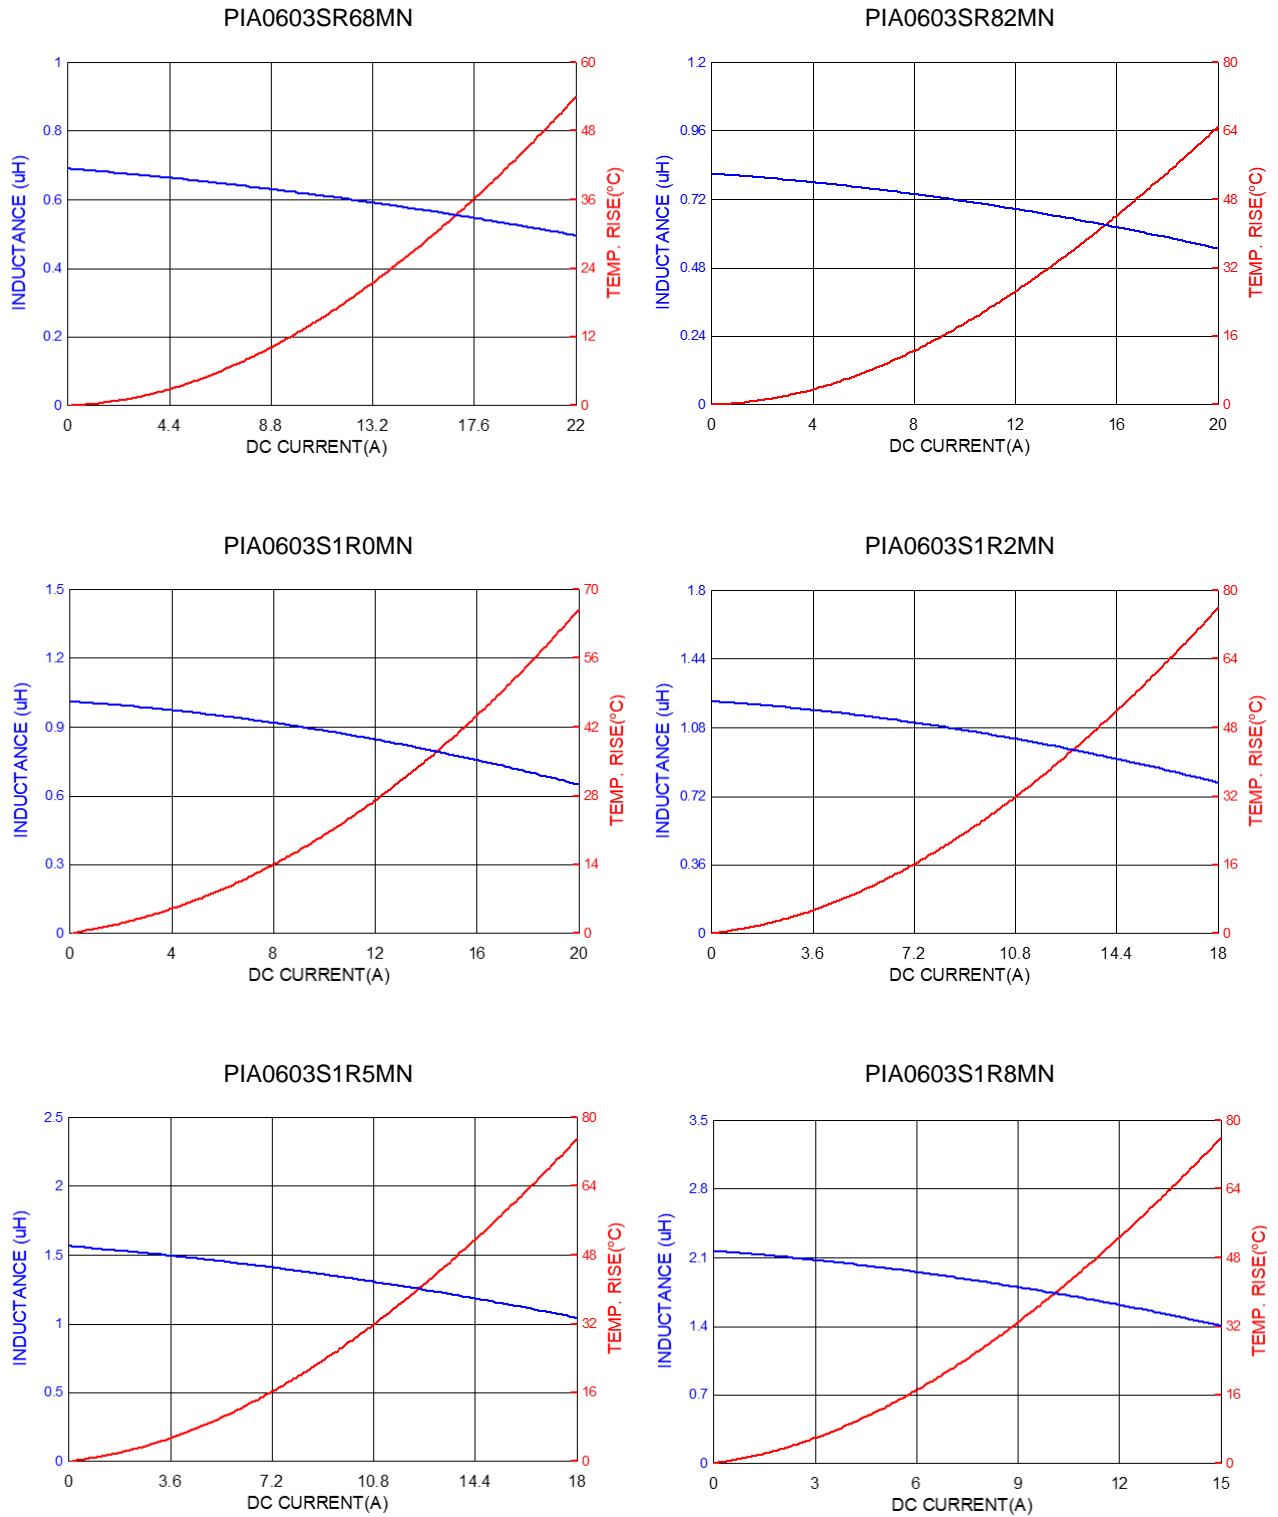 PIA0603SR68MN
1
0.8
0.6
0.4
0.2
0
INDUCTANCE (uH)
60
48
36
24
12
0
TEMP. RISE(ºC)
0 4.4 8.8 13.2 17.6 22
DC CURRENT(A)
PIA0603SR82MN
1.2
0.96
0.72
0.48
0.24
0
INDUCTANCE (uH)
80
64
48
32
16
0
TEMP. RISE(ºC)
0 4 8 12 16 20
DC CURRENT(A)
PIA0603S1R0MN
1.5
1.2
0.9
0.6
0.3
0
INDUCTANCE (uH)
70
56
42
28
14
0
TEMP. RISE(ºC)
0 4 8 12 16 20
DC CURRENT(A)
PIA0603S1R2MN
1.8
1.44
1.08
0.72
0.36
0
INDUCTANCE (uH)
80
64
48
32
16
0
TEMP. RISE(ºC)
0 3.6 7.2 10.8 14.4 18
DC CURRENT(A)
PIA0603S1R5MN
2.5
2
1.5
1
0.5
0
INDUCTANCE (uH)
80
64
48
32
16
0
TEMP. RISE(ºC)
0 3.6 7.2 10.8 14.4 18
DC CURRENT(A)
PIA0603S1R8MN
3.5
2.8
2.1
1.4
0.7
0
INDUCTANCE (uH)
80
64
48
32
16
0
TEMP. RISE(ºC)
0 3 6 9 12 15
DC CURRENT(A)